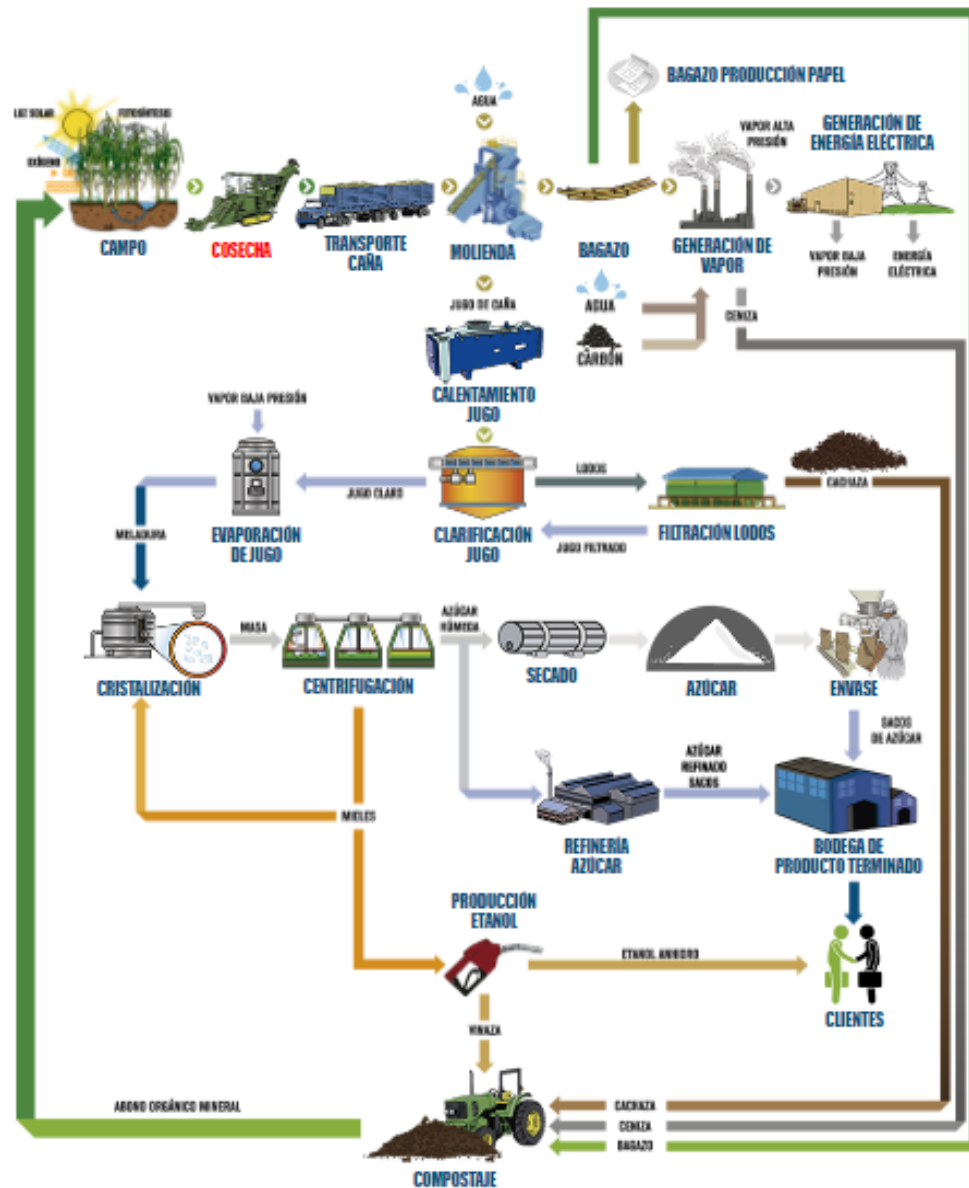 BAGAZO PRODUCCIÓN PAPEL
LUZ SOLAR
FOTOSÍNTESIS
OXÍGENO
AGUA
VAPOR ALTA
PRESIÓN
GENERACIÓN DE
ENERGÍA ELÉCTRICA
CAMPO
COSECHA
TRANSPORTE
CAÑA
MOLIENDA
BAGAZO
GENERACIÓN DE
VAPOR
VAPOR BAJA
PRESIÓN
ENERGÍA
ELÉCTRICA
JUGO DE CAÑA
AGUA
CENIZA
CARBÓN
CALENTAMIENTO
JUGO
VAPOR BAJA PRESIÓN
JUGO CLARO
LODOS
CACHAZA
MELADURA
EVAPORACIÓN
DE JUGO
CLARIFICACIÓN
JUGO
JUGO FILTRADO
FILTRACIÓN LODOS
MASA
AZÚCAR
HÚMEDA
CRISTALIZACIÓN
CENTRIFUGACIÓN
SECADO
AZÚCAR
ENVASE
SACOS
DE AZÚCAR
AZÚCAR
REFINADO
SACOS
MIELES
REFINERÍA
AZÚCAR
BODEGA DE
PRODUCTO TERMINADO
PRODUCCIÓN
ETANOL
ETANOL ANHIDRO
CLIENTES
VINAZA
ABONO ORGÁNICO MINERAL
CACHAZA
CENIZA
BAGAZO
COMPOSTAJE